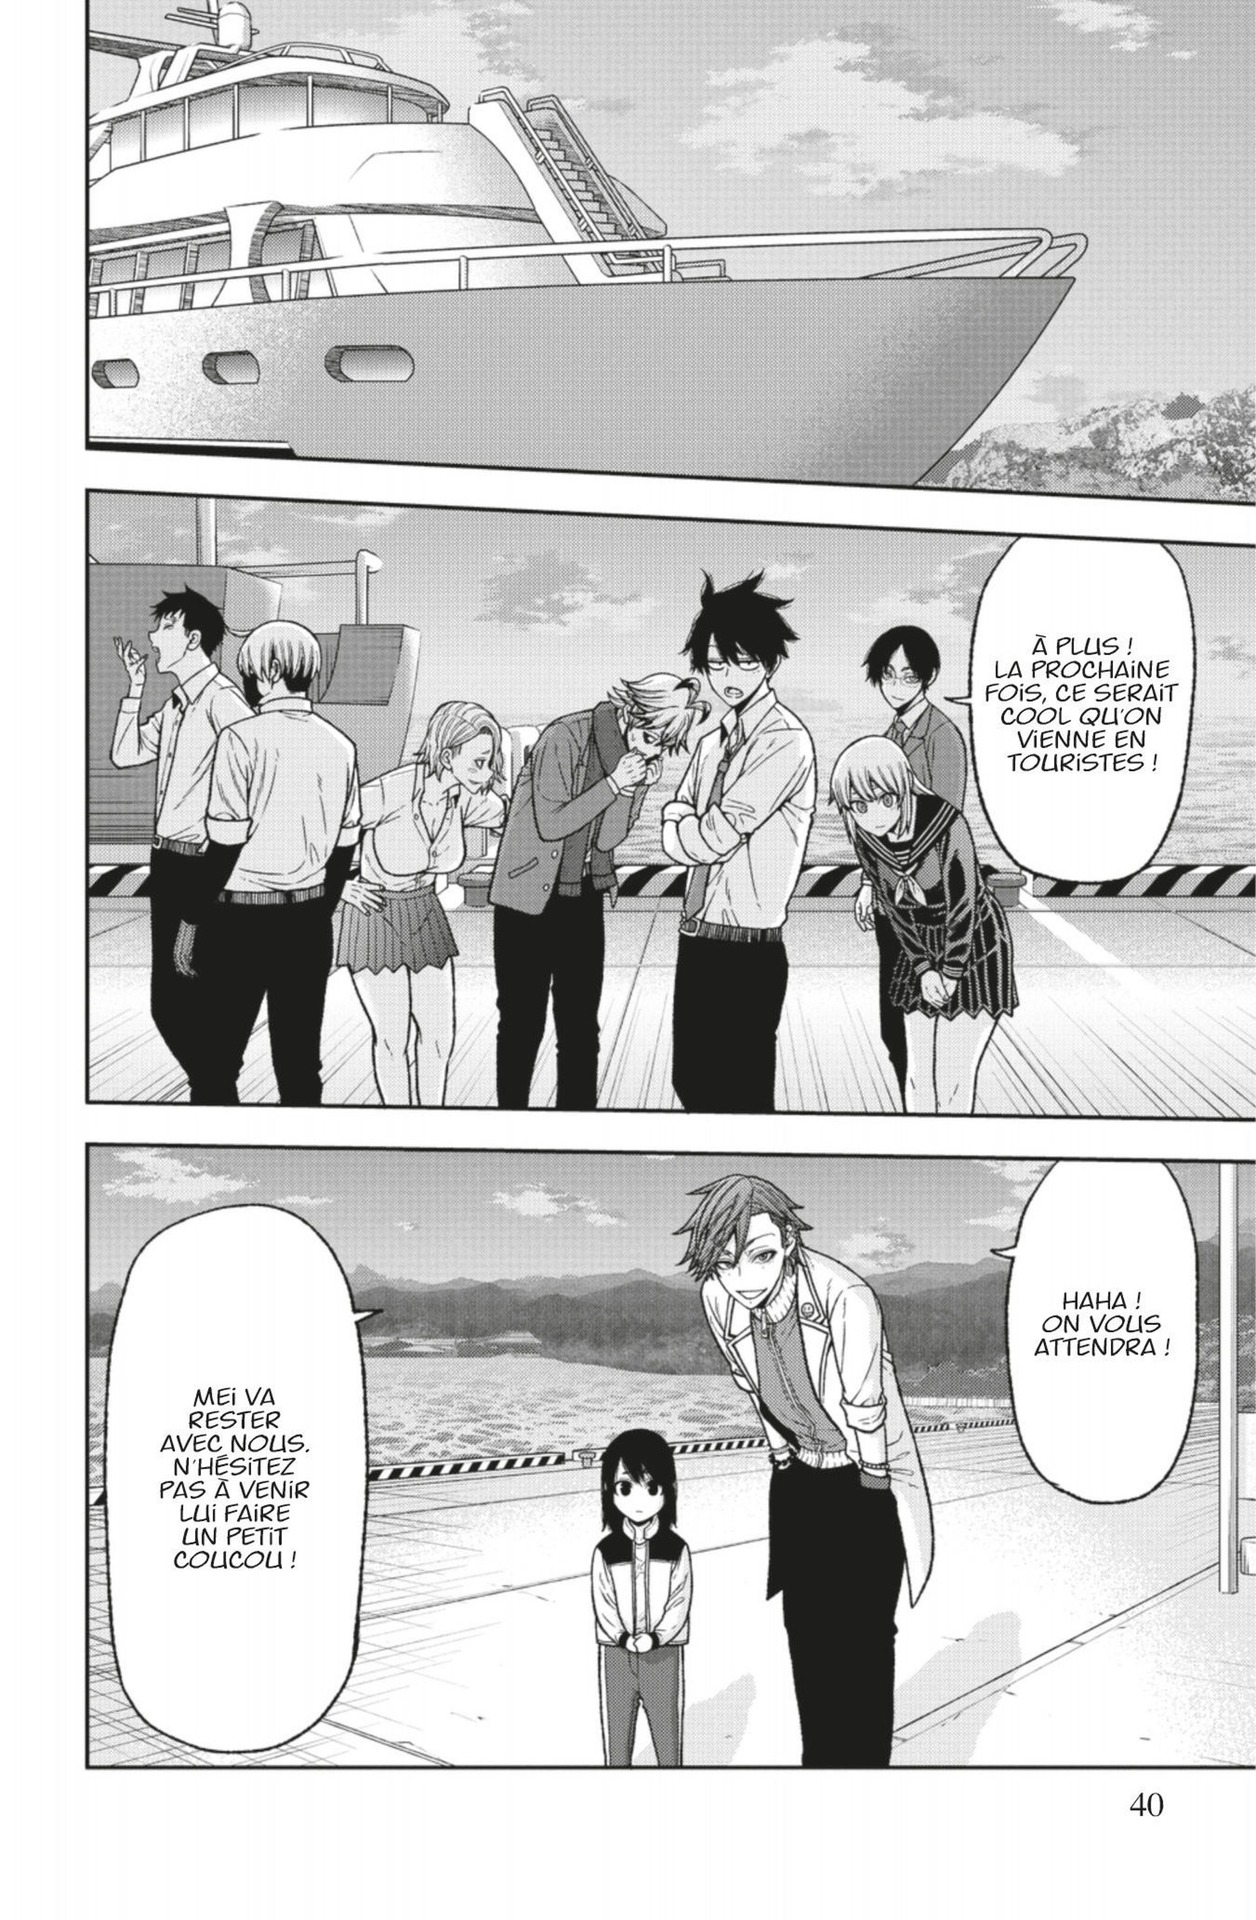 À PLUS !
LA PROCHAINE
FOIS, CE SERAIT
COOL QU'ON
VIENNE EN
TOURISTES !
HAHA !
ON VOUS
ATTENDRA !
MEI VA
RESTER
AVEC NOUS.
N'HÉSITEZ
PAS À VENIR
LUI FAIRE
UN PETIT
COUCOU !
40